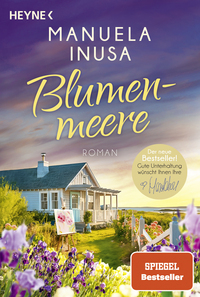 HEYNE
MANUELA
INUSA
Blumen-
meere
ROMAN
Der neue
Bestseller!
Gute Unterhaltung
wünscht Ihnen Ihre
SPIEGEL
Bestseller